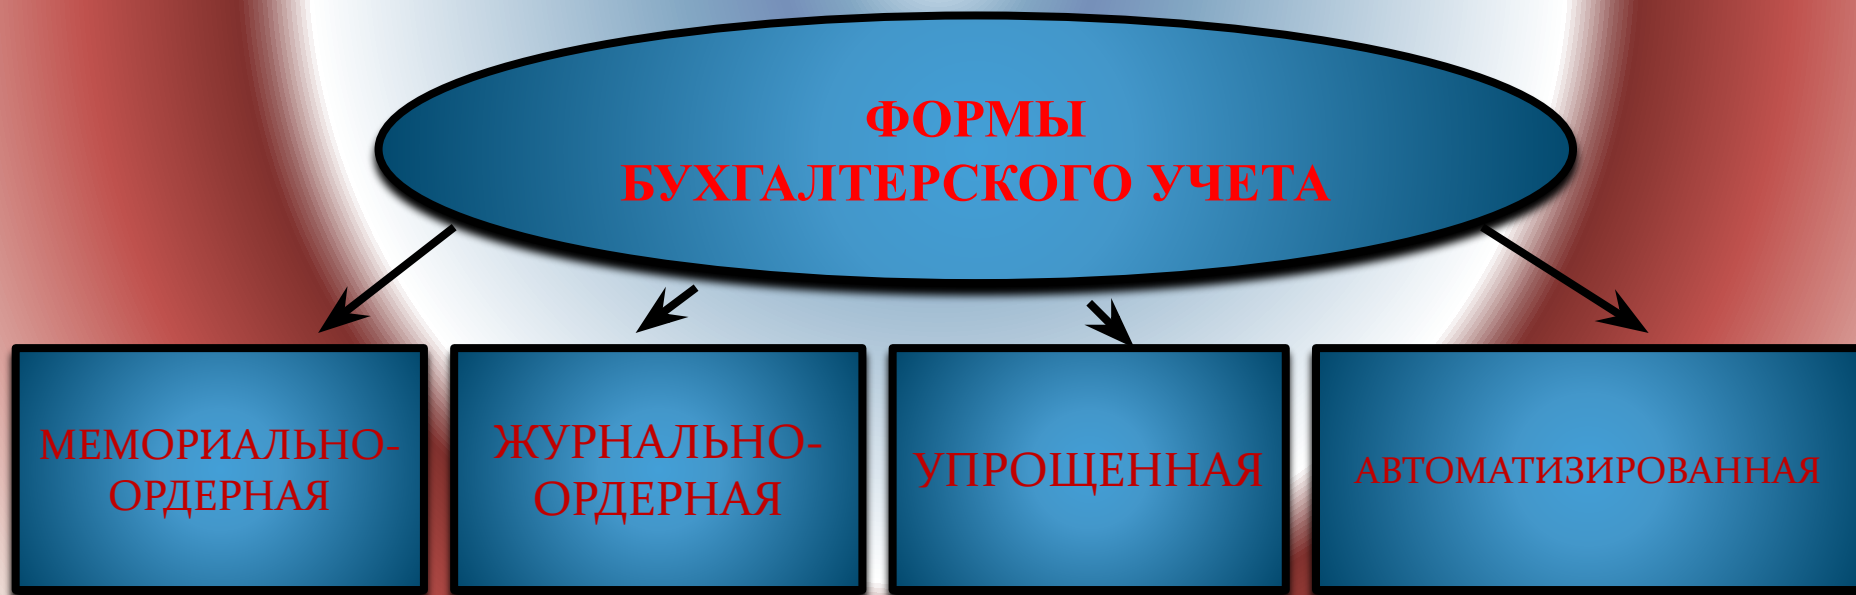 ФОРМЫ
БУХГАЛТЕРСКОГО УЧЕТА
МЕМОРИАЛЬНО-
ОРДЕРНАЯ
ЖУРНАЛЬНО-
ОРДЕРНАЯ
УПРОЩЕННАЯ
АВТОМАТИЗИРОВАННАЯ